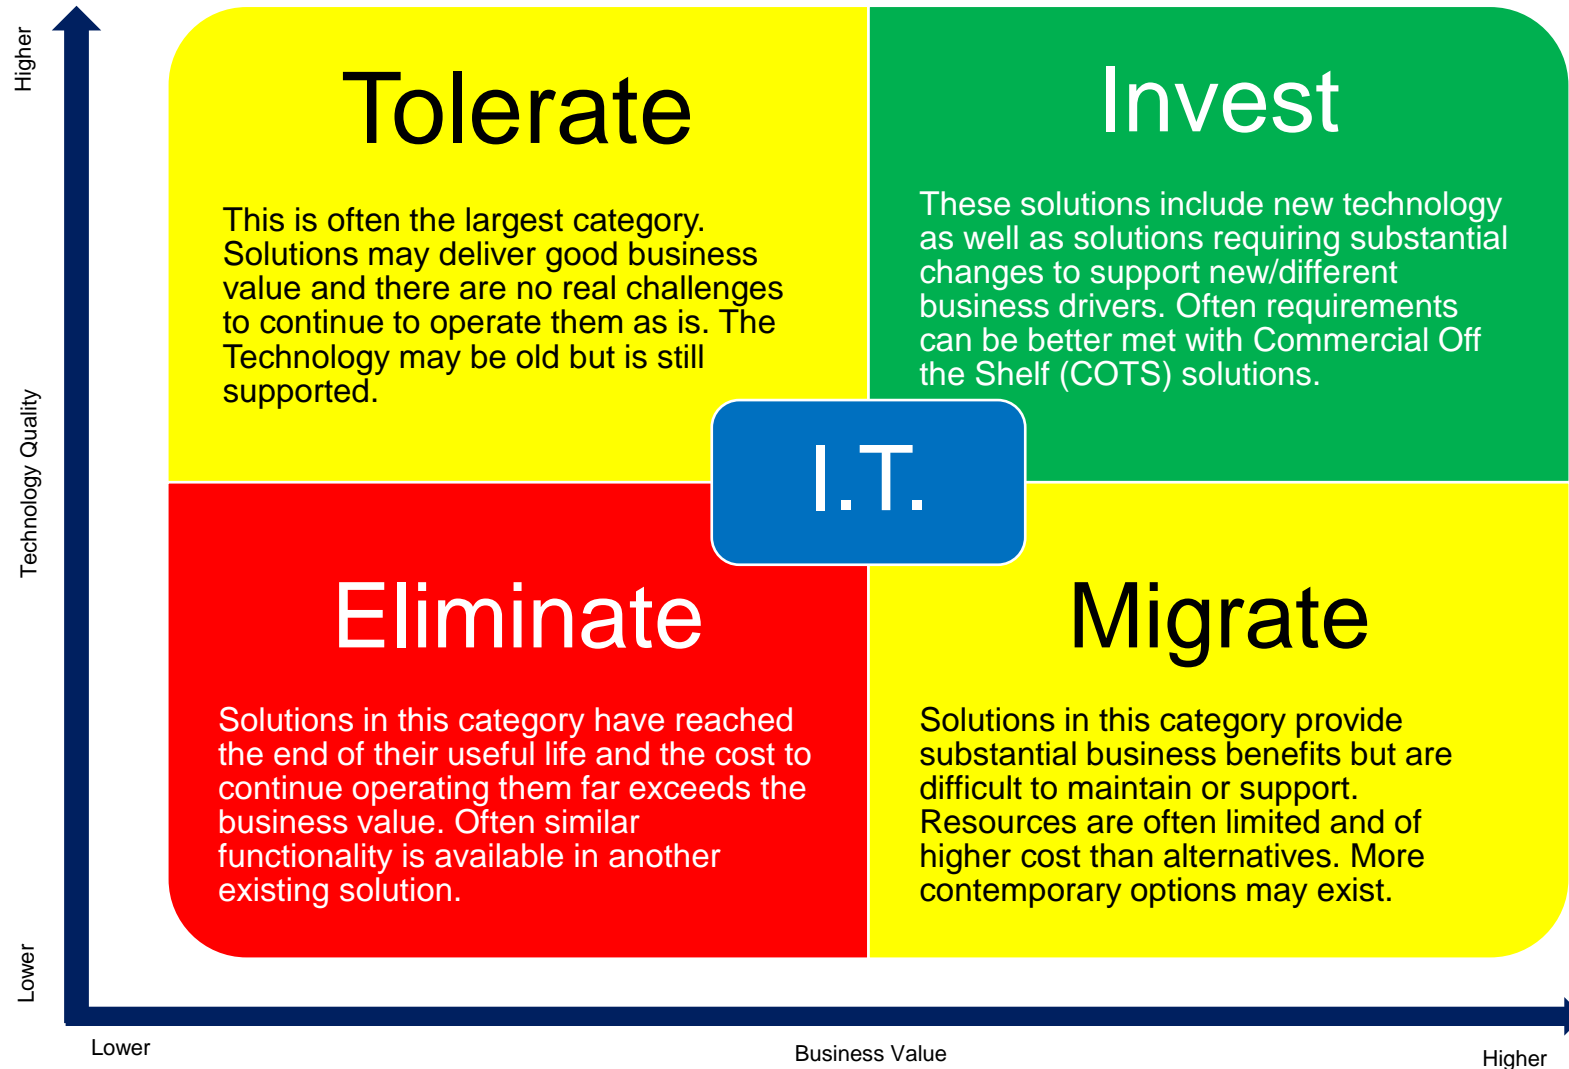 Higher
Technology Quality
Lower
Tolerate
This is often the largest category.
Solutions may deliver good business
value and there are no real challenges
to continue to operate them as is. The
Technology may be old but is still
supported.
Invest
These solutions include new technology
as well as solutions requiring substantial
changes to support new/different
business drivers. Often requirements
can be better met with Commercial Off
the Shelf (COTS) solutions.
I.T.
Eliminate
Solutions in this category have reached
the end of their useful life and the cost to
continue operating them far exceeds the
business value. Often similar
functionality is available in another
existing solution.
Migrate
Solutions in this category provide
substantial business benefits but are
difficult to maintain or support.
Resources are often limited and of
higher cost than alternatives. More
contemporary options may exist.
Lower
Business Value
Higher